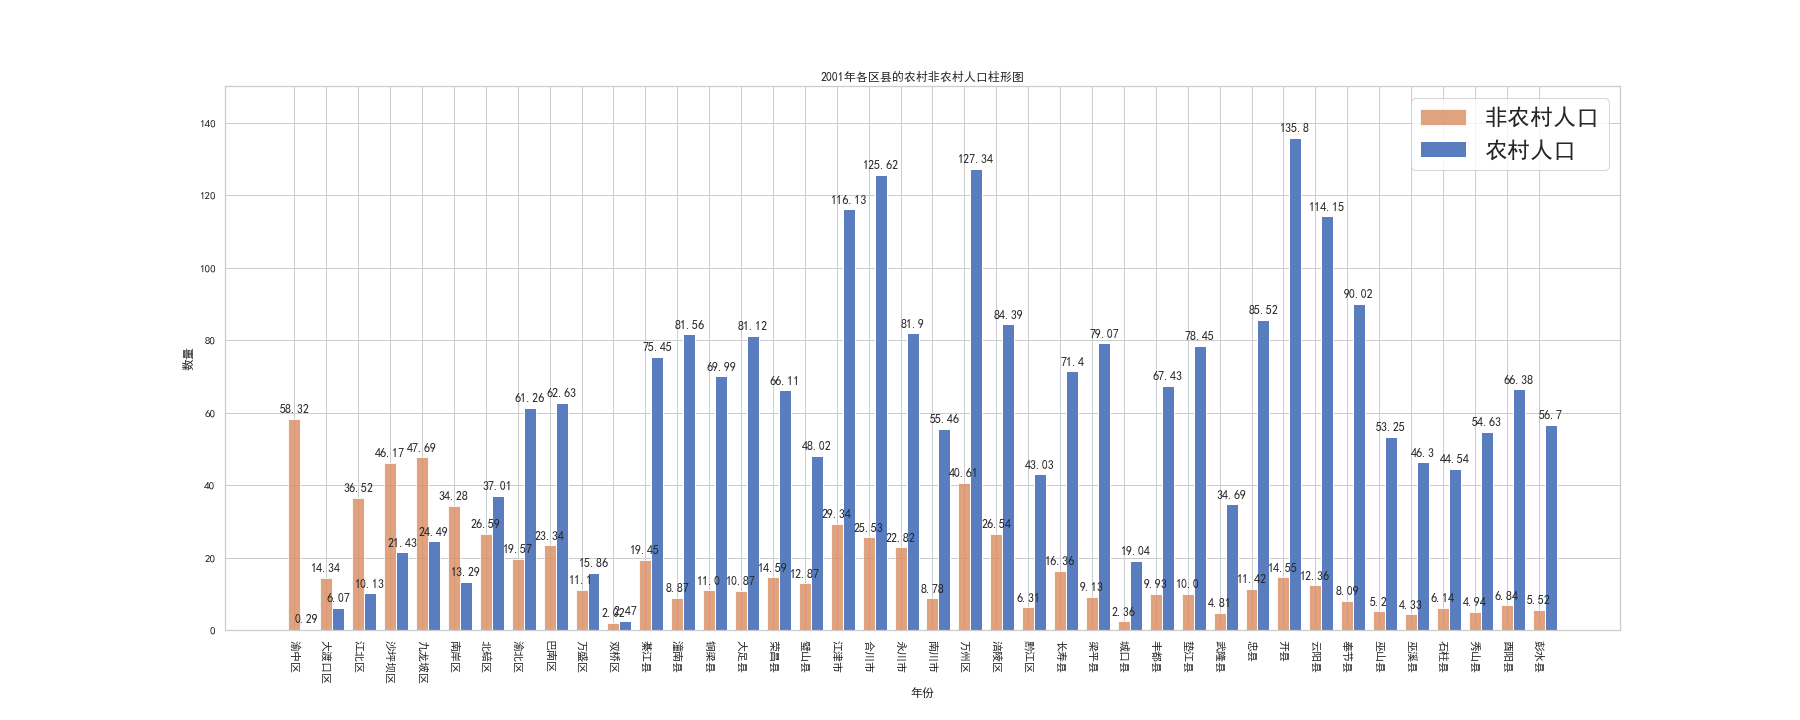 2001年各区县的农村非农村人口柱形图
非农村人口
农村人口
数量
140
120
100
80
60
40
20
0
58.32
0.29
14.34
6.07
36.52
10.13
46.17
21.43
47.69
24.49
34.28
13.29
26.59
37.01
19.57
61.26
23.34
62.63
11.1
15.86
2.02
2.47
19.45
75.45
8.87
81.56
11.0
69.99
10.87
81.12
14.59
66.11
12.87
48.02
29.34
116.13
25.53
125.62
22.82
81.9
8.78
55.46
40.61
127.34
26.54
84.39
6.31
43.03
16.36
71.4
9.13
79.07
2.36
19.04
9.93
67.43
10.0
78.45
4.81
34.69
11.42
85.52
14.55
135.8
12.36
114.15
8.09
90.02
5.2
53.25
4.33
46.3
6.14
44.54
4.94
54.63
6.84
66.38
5.52
56.7
渝中区
大渡口区
江北区
沙坪坝区
九龙坡区
南岸区
北碚区
渝北区
巴南区
万盛区
双桥区
綦江县
潼南县
铜梁县
大足县
荣昌县
璧山县
江津市
合川市
永川市
南川市
万州区
涪陵区
黔江区
长寿县
梁平县
城口县
丰都县
垫江县
武隆县
忠县
开县
云阳县
奉节县
巫山县
巫溪县
石柱县
秀山县
酉阳县
彭水县
年份